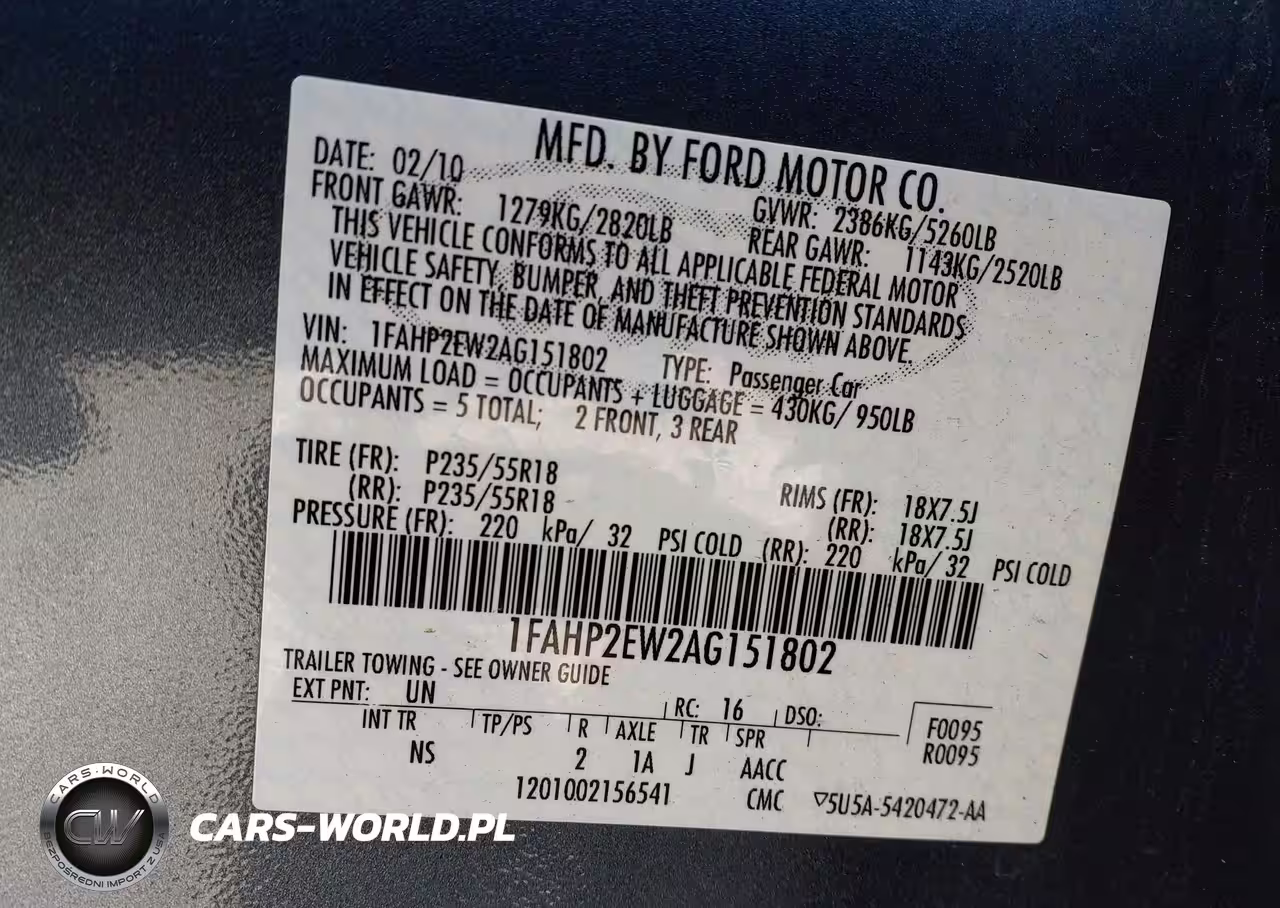 MFD. BY FORD MOTOR CO.
DATE: 02/10 GVWR: 2386KG/5260LB
FRONT GAWR: 1279KG/2820LB REAR GAWR: 1143KG/2520LB
THIS VEHICLE CONFORMS TO ALL APPLICABLE FEDERAL MOTOR
VEHICLE SAFETY, BUMPER, AND THEFT PREVENTION STANDARDS
IN EFFECT ON THE DATE OF MANUFACTURE SHOWN ABOVE.
VIN: 1FAHP2EW2AG151802 TYPE: Passenger Car
MAXIMUM LOAD = OCCUPANTS + LUGGAGE = 430KG/ 950LB
OCCUPANTS = 5 TOTAL; 2 FRONT, 3 REAR
TIRE (FR): P235/55R18 RIMS (FR): 18X7.5J
(RR): P235/55R18 (RR): 18X7.5J
PRESSURE (FR): 220 kPa/ 32 PSI COLD (RR): 220 kPa/ 32 PSI COLD
1FAHP2EW2AG151802
TRAILER TOWING - SEE OWNER GUIDE
EXT PNT: UN RC: 16 DSO: F0095
INT TR TP/PS R AXLE TR SPR R0095
NS 2 1A J AACC
1201002156541 CMC ▽5U5A-5420472-AA
CARS-WORLD
CW
BEZPOŚREDNI IMPORT Z USA
CARS-WORLD.PL